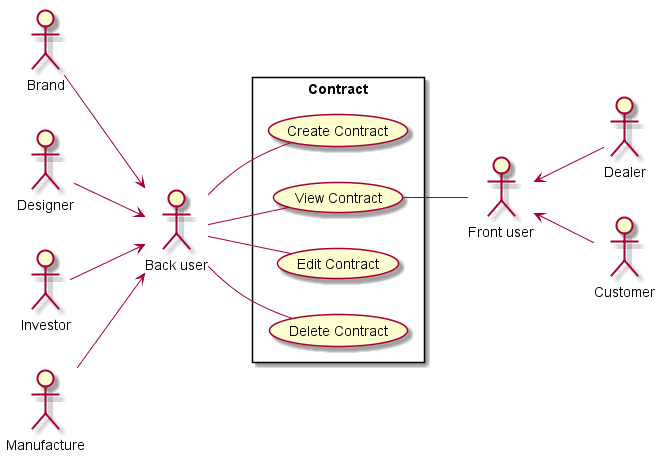 Brand
Designer
Investor
Manufacture
Back user
Contract
Create Contract
View Contract
Edit Contract
Delete Contract
Front user
Dealer
Customer